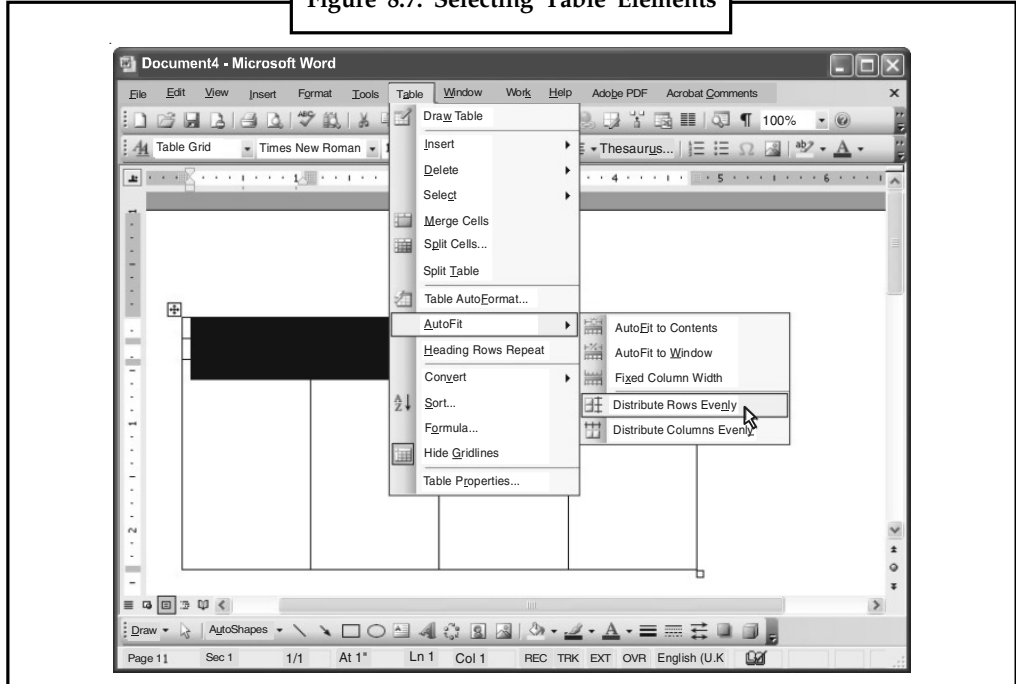 Figure 8.7: Selecting Table Elements
Document4 - Microsoft Word
File Edit View Insert Format Tools Table Window Work Help Adobe PDF Acrobat Comments
100%
Table Grid Times New Roman Thesaurus...
1 4 5 6
Draw Table
Insert
Delete
Select
Merge Cells
Split Cells...
Split Table
Table AutoFormat...
AutoFit
Heading Rows Repeat
Convert
Sort...
Formula...
Hide Gridlines
Table Properties...
AutoFit to Contents
AutoFit to Window
Fixed Column Width
Distribute Rows Evenly
Distribute Columns Evenly
Draw AutoShapes
Page 11 Sec 1 1/1 At 1" Ln 1 Col 1 REC TRK EXT OVR English (U.K